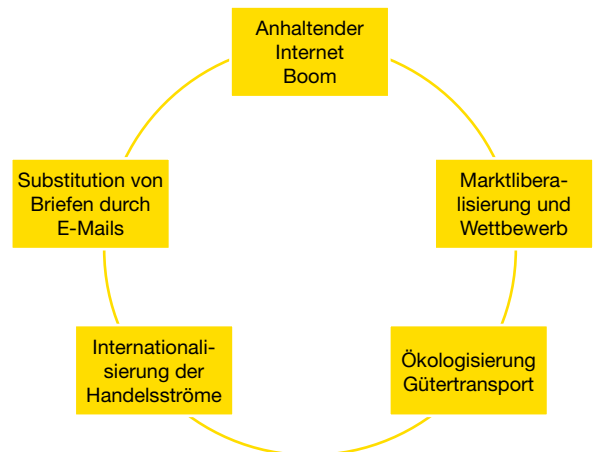 Anhaltender
Internet
Boom
Substitution von
Briefen durch
E-Mails
Marktlibera-
lisierung und
Wettbewerb
Internationali-
sierung der
Handelsströme
Ökologisierung
Gütertransport